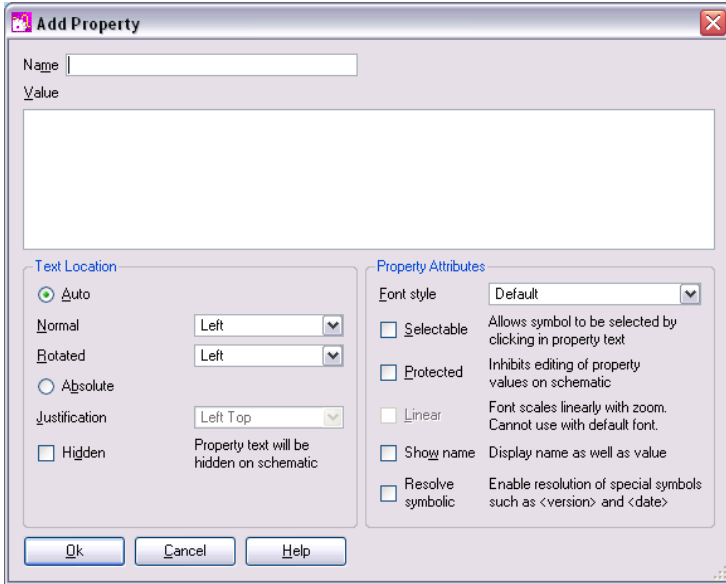 Add Property
Name
Value
Text Location
Auto
Normal Left
Rotated Left
Absolute
Justification Left Top
Hidden Property text will be
hidden on schematic
Property Attributes
Font style Default
Selectable Allows symbol to be selected by
clicking in property text
Protected Inhibits editing of property
values on schematic
Linear Font scales linearly with zoom.
Cannot use with default font.
Show name Display name as well as value
Resolve Enable resolution of special symbols
symbolic such as <version> and <date>
Ok Cancel Help